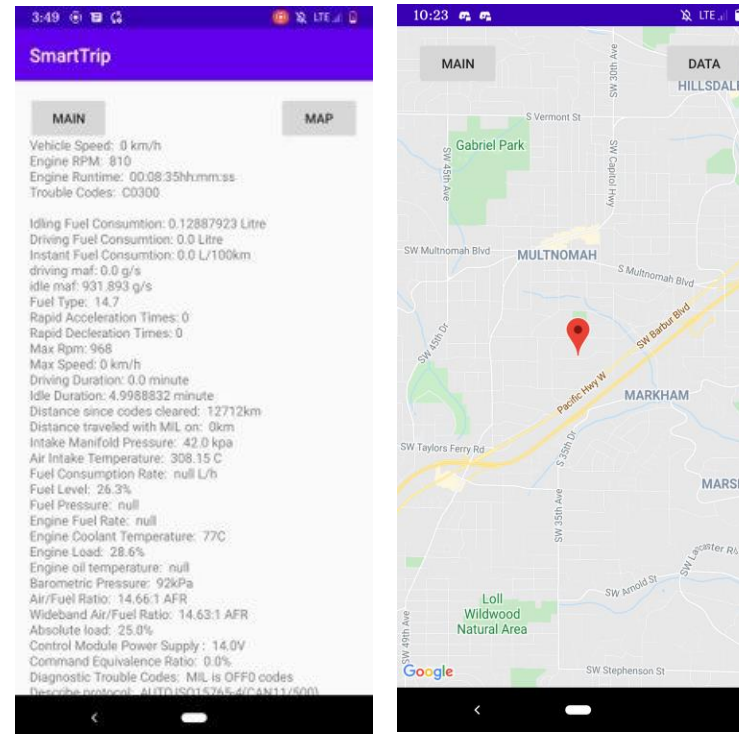 3:49 LTE
SmartTrip
MAIN MAP
Vehicle Speed: 0 km/h
Engine RPM: 810
Engine Runtime: 00:08:35hh:mm:ss
Trouble Codes: C0300
Idling Fuel Consumtion: 0.12887923 Litre
Driving Fuel Consumtion: 0.0 Litre
Instant Fuel Consumtion: 0.0 L/100km
driving maf: 0.0 g/s
idle maf: 931.893 g/s
Fuel Type: 14.7
Rapid Acceleration Times: 0
Rapid Decleration Times: 0
Max Rpm: 968
Max Speed: 0 km/h
Driving Duration: 0.0 minute
Idle Duration: 4.9988832 minute
Distance since codes cleared: 12712km
Distance traveled with MIL on: 0km
Intake Manifold Pressure: 42.0 kpa
Air Intake Temperature: 308.15 C
Fuel Consumption Rate: null L/h
Fuel Level: 26.3%
Fuel Pressure: null
Engine Fuel Rate: null
Engine Coolant Temperature: 77C
Engine Load: 28.6%
Engine oil temperature: null
Barometric Pressure: 92kPa
Air/Fuel Ratio: 14.66:1 AFR
Wideband Air/Fuel Ratio: 14.63:1 AFR
Absolute load: 25.0%
Control Module Power Supply : 14.0V
Command Equivalence Ratio: 0.0%
Diagnostic Trouble Codes: MIL is OFF0 codes
Describe protocol: AUTO ISO15765-4(CAN11/500)
10:23 LTE
MAIN DATA
SW 30th Ave
HILLSDAL
S Vermont St
Gabriel Park
SW 45th Ave
SW Capitol Hwy
SW Multnomah Blvd
MULTNOMAH
S Multnomah Blvd
SW 45th Dr
SW Barbur Blvd
Pacific Hwy W
MARKHAM
SW Taylors Ferry Rd
S 35th Dr
MARS
SW 35th Ave
SW Arnold St
Loll
Wildwood
Natural Area
SW 49th Ave
Google
SW Stephenson St